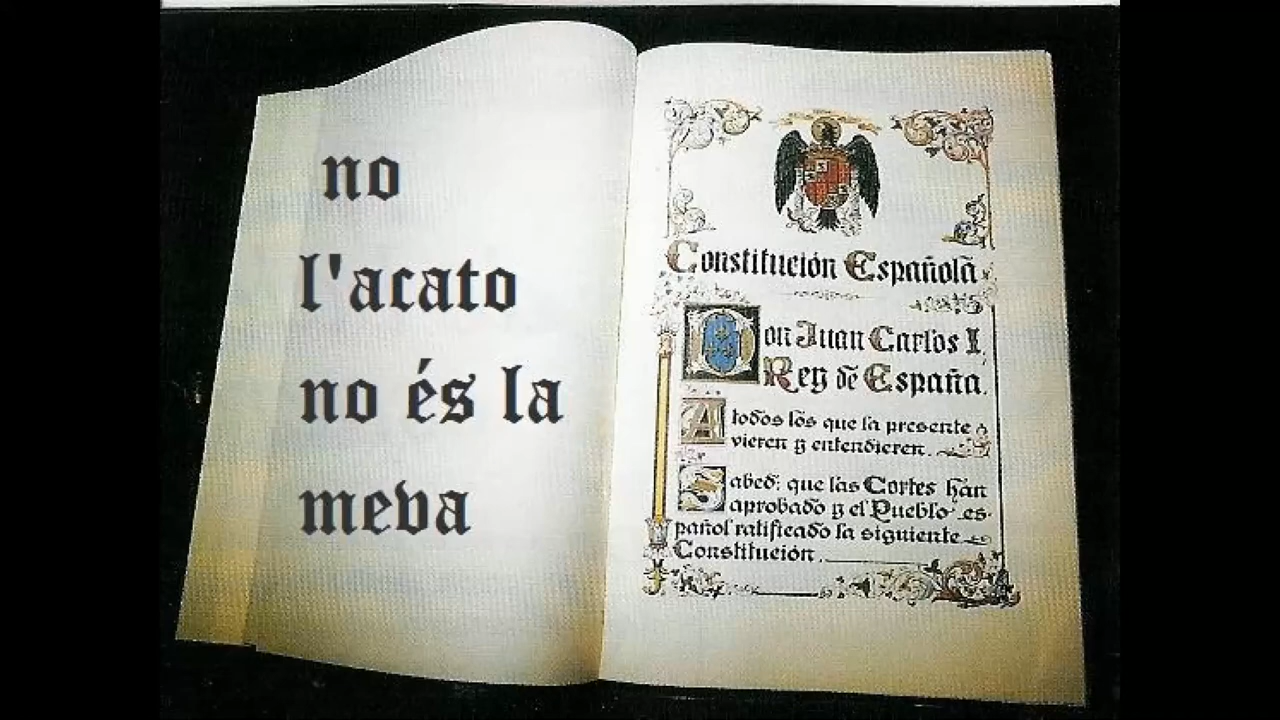 no
l'acato
no és la
meva
Constitución Española
Don Juan Carlos I,
Rey de España.
A todos los que la presente
vieren y entendieren.
Sabed: que las Cortes han
aprobado y el Pueblo es-
pañol ratificado la siguiente
Constitución.